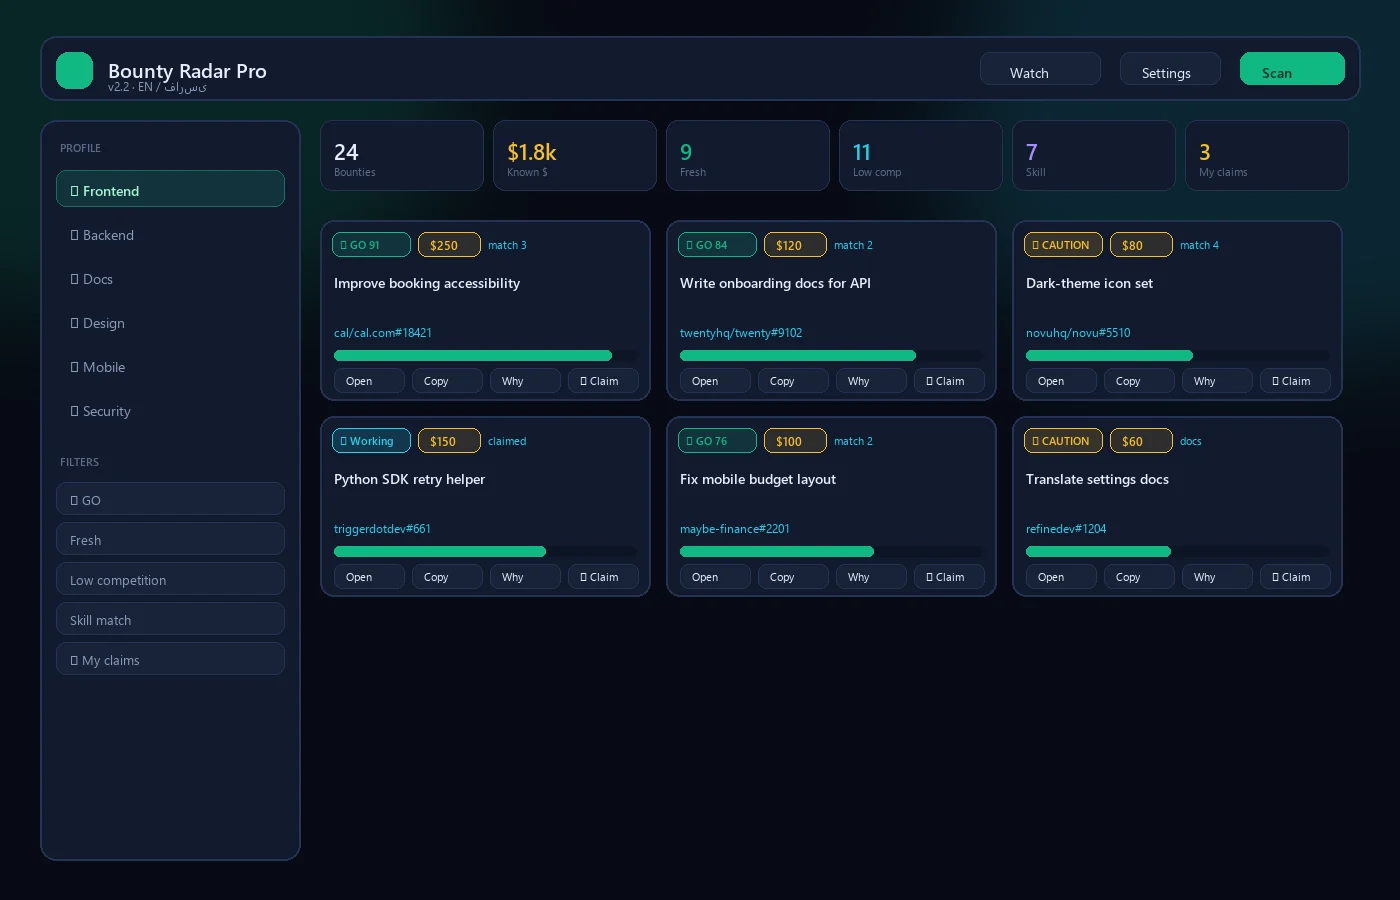 Bounty Radar Pro
v2.2 · EN / فارسی
Watch
Settings
Scan
PROFILE
Frontend
Backend
Docs
Design
Mobile
Security
FILTERS
GO
Fresh
Low competition
Skill match
My claims
24
Bounties
$1.8k
Known $
9
Fresh
11
Low comp
7
Skill
3
My claims
GO 91 $250 match 3
Improve booking accessibility
cal/cal.com#18421
Open Copy Why Claim
GO 84 $120 match 2
Write onboarding docs for API
twentyhq/twenty#9102
Open Copy Why Claim
CAUTION $80 match 4
Dark-theme icon set
novuhq/novu#5510
Open Copy Why Claim
Working $150 claimed
Python SDK retry helper
triggerdotdev#661
Open Copy Why Claim
GO 76 $100 match 2
Fix mobile budget layout
maybe-finance#2201
Open Copy Why Claim
CAUTION $60 docs
Translate settings docs
refinedev#1204
Open Copy Why Claim